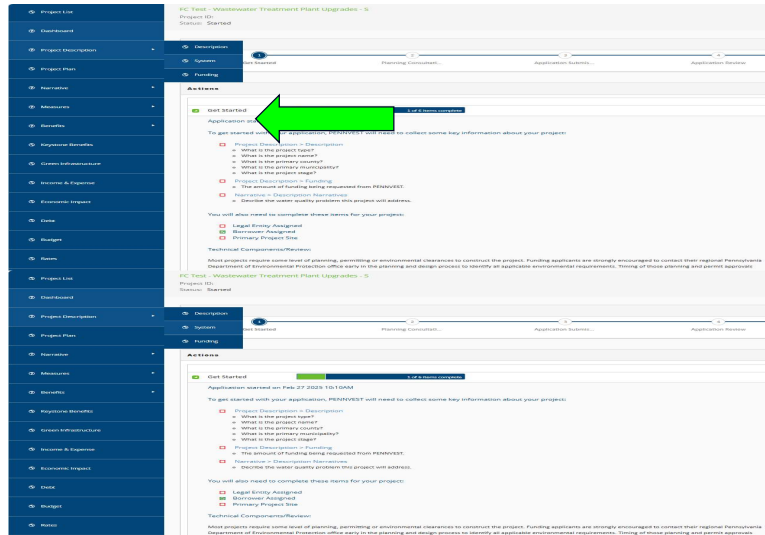 Project List
Dashboard
Project Description
Project Plan
Narrative
Measures
Benefits
Keystone Benefits
Green Infrastructure
Income & Expense
Economic Impact
Debt
Budget
Rates
Description
System
Funding
FC Test - Wastewater Treatment Plant Upgrades - S
Project ID:
Status: Started
1
2
3
4
Get Started
Planning Consultati...
Application Submis...
Application Review
Actions
Get Started
1 of 6 items complete
Application sta
To get started with your application, PENNVEST will need to collect some key information about your project:
Project Description > Description
What is the project type?
What is the project name?
What is the primary county?
What is the primary municipality?
What is the project stage?
Project Description > Funding
The amount of funding being requested from PENNVEST.
Narrative > Description Narratives
Decribe the water quality problem this project will address.
You will also need to complete these items for your project:
Legal Entity Assigned
Borrower Assigned
Primary Project Site
Technical Components/Review:
Most projects require some level of planning, permitting or environmental clearances to construct the project. Funding applicants are strongly encouraged to contact their regional Pennsylvania
Department of Environmental Protection office early in the planning and design process to identify all applicable environmental requirements. Timing of those planning and permit approvals
Project List
Dashboard
Project Description
Project Plan
Narrative
Measures
Benefits
Keystone Benefits
Green Infrastructure
Income & Expense
Economic Impact
Debt
Budget
Rates
Description
System
Funding
FC Test - Wastewater Treatment Plant Upgrades - S
Project ID:
Status: Started
1
2
3
4
Get Started
Planning Consultati...
Application Submis...
Application Review
Actions
Get Started
1 of 6 items complete
Application started on Feb 27 2025 10:10AM
To get started with your application, PENNVEST will need to collect some key information about your project:
Project Description > Description
What is the project type?
What is the project name?
What is the primary county?
What is the primary municipality?
What is the project stage?
Project Description > Funding
The amount of funding being requested from PENNVEST.
Narrative > Description Narratives
Decribe the water quality problem this project will address.
You will also need to complete these items for your project:
Legal Entity Assigned
Borrower Assigned
Primary Project Site
Technical Components/Review:
Most projects require some level of planning, permitting or environmental clearances to construct the project. Funding applicants are strongly encouraged to contact their regional Pennsylvania
Department of Environmental Protection office early in the planning and design process to identify all applicable environmental requirements. Timing of those planning and permit approvals